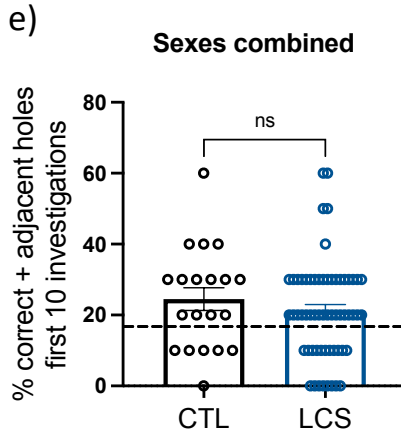 e)
Sexes combined
% correct + adjacent holes
first 10 investigations
80
60
40
20
0
ns
CTL
LCS